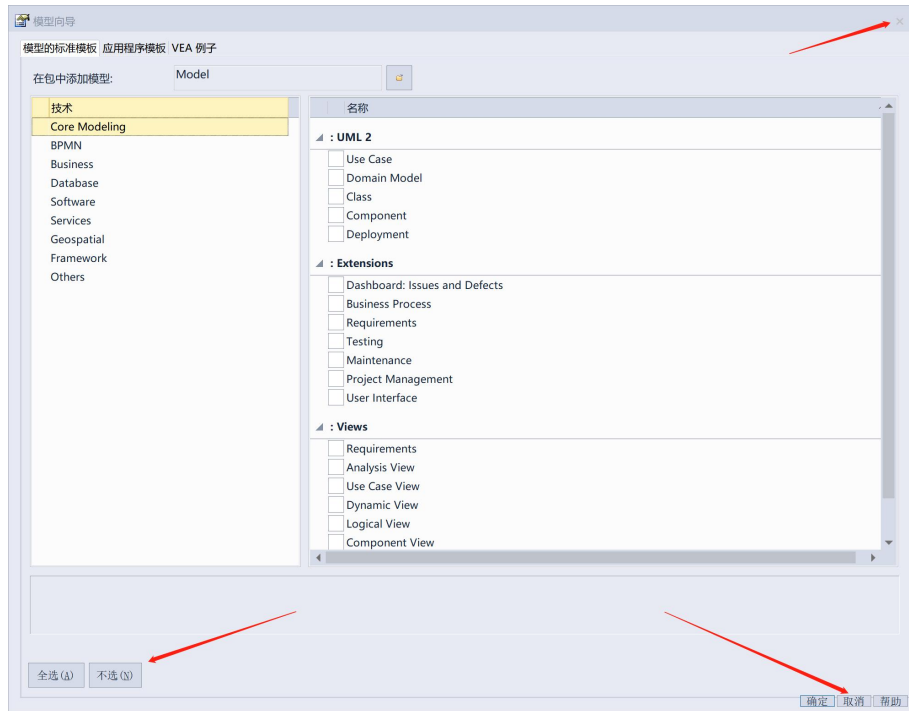 模型向导
模型的标准模板 应用程序模板 VEA 例子
在包中添加模型: Model
技术
Core Modeling
BPMN
Business
Database
Software
Services
Geospatial
Framework
Others
名称
: UML 2
Use Case
Domain Model
Class
Component
Deployment
: Extensions
Dashboard: Issues and Defects
Business Process
Requirements
Testing
Maintenance
Project Management
User Interface
: Views
Requirements
Analysis View
Use Case View
Dynamic View
Logical View
Component View
全选(A) 不选(N)
确定 取消 帮助